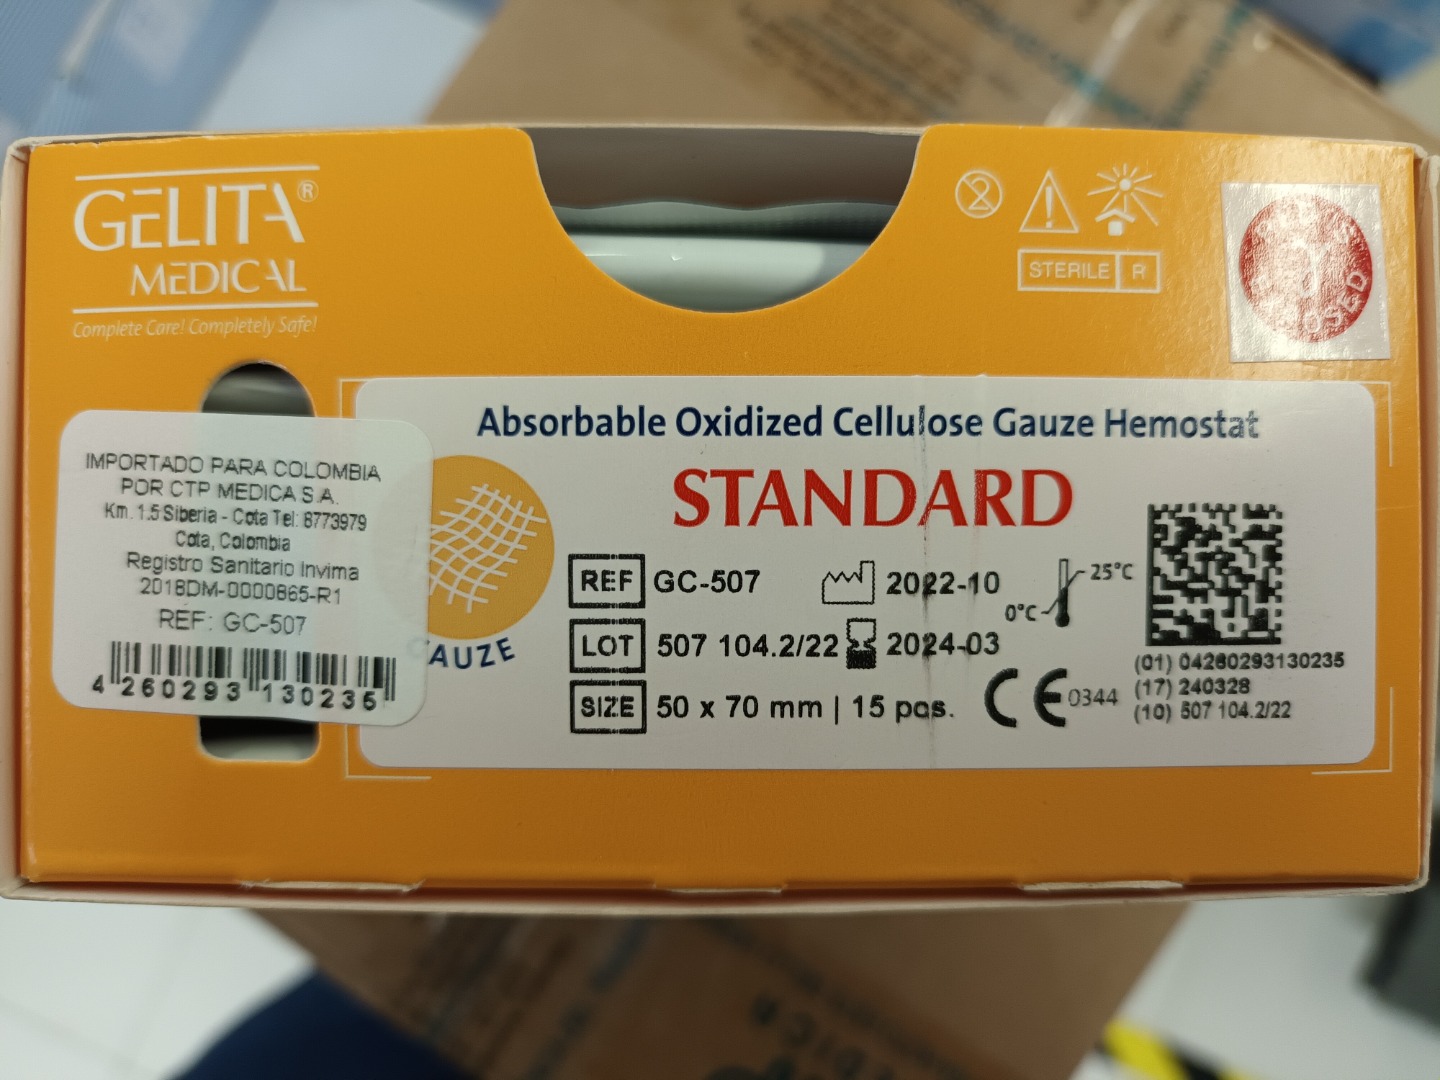 GELITA®
MEDICAL
Complete Care! Completely Safe!
2
STERILE R
IMPORTADO PARA COLOMBIA
POR CTP MEDICA S.A.
Km. 1.5 Siberia - Cota Tel: 8773979
Cota, Colombia
Registro Sanitario Invima
2018DM-0000865-R1
REF: GC-507
4 260293 130235
AUZE
Absorbable Oxidized Cellulose Gauze Hemostat
STANDARD
REF GC-507
2022-10
0°C 25°C
LOT 507 104.2/22
2024-03
SIZE 50 x 70 mm | 15 pcs.
CE 0344
(01) 04260293130235
(17) 240328
(10) 507 104.2/22